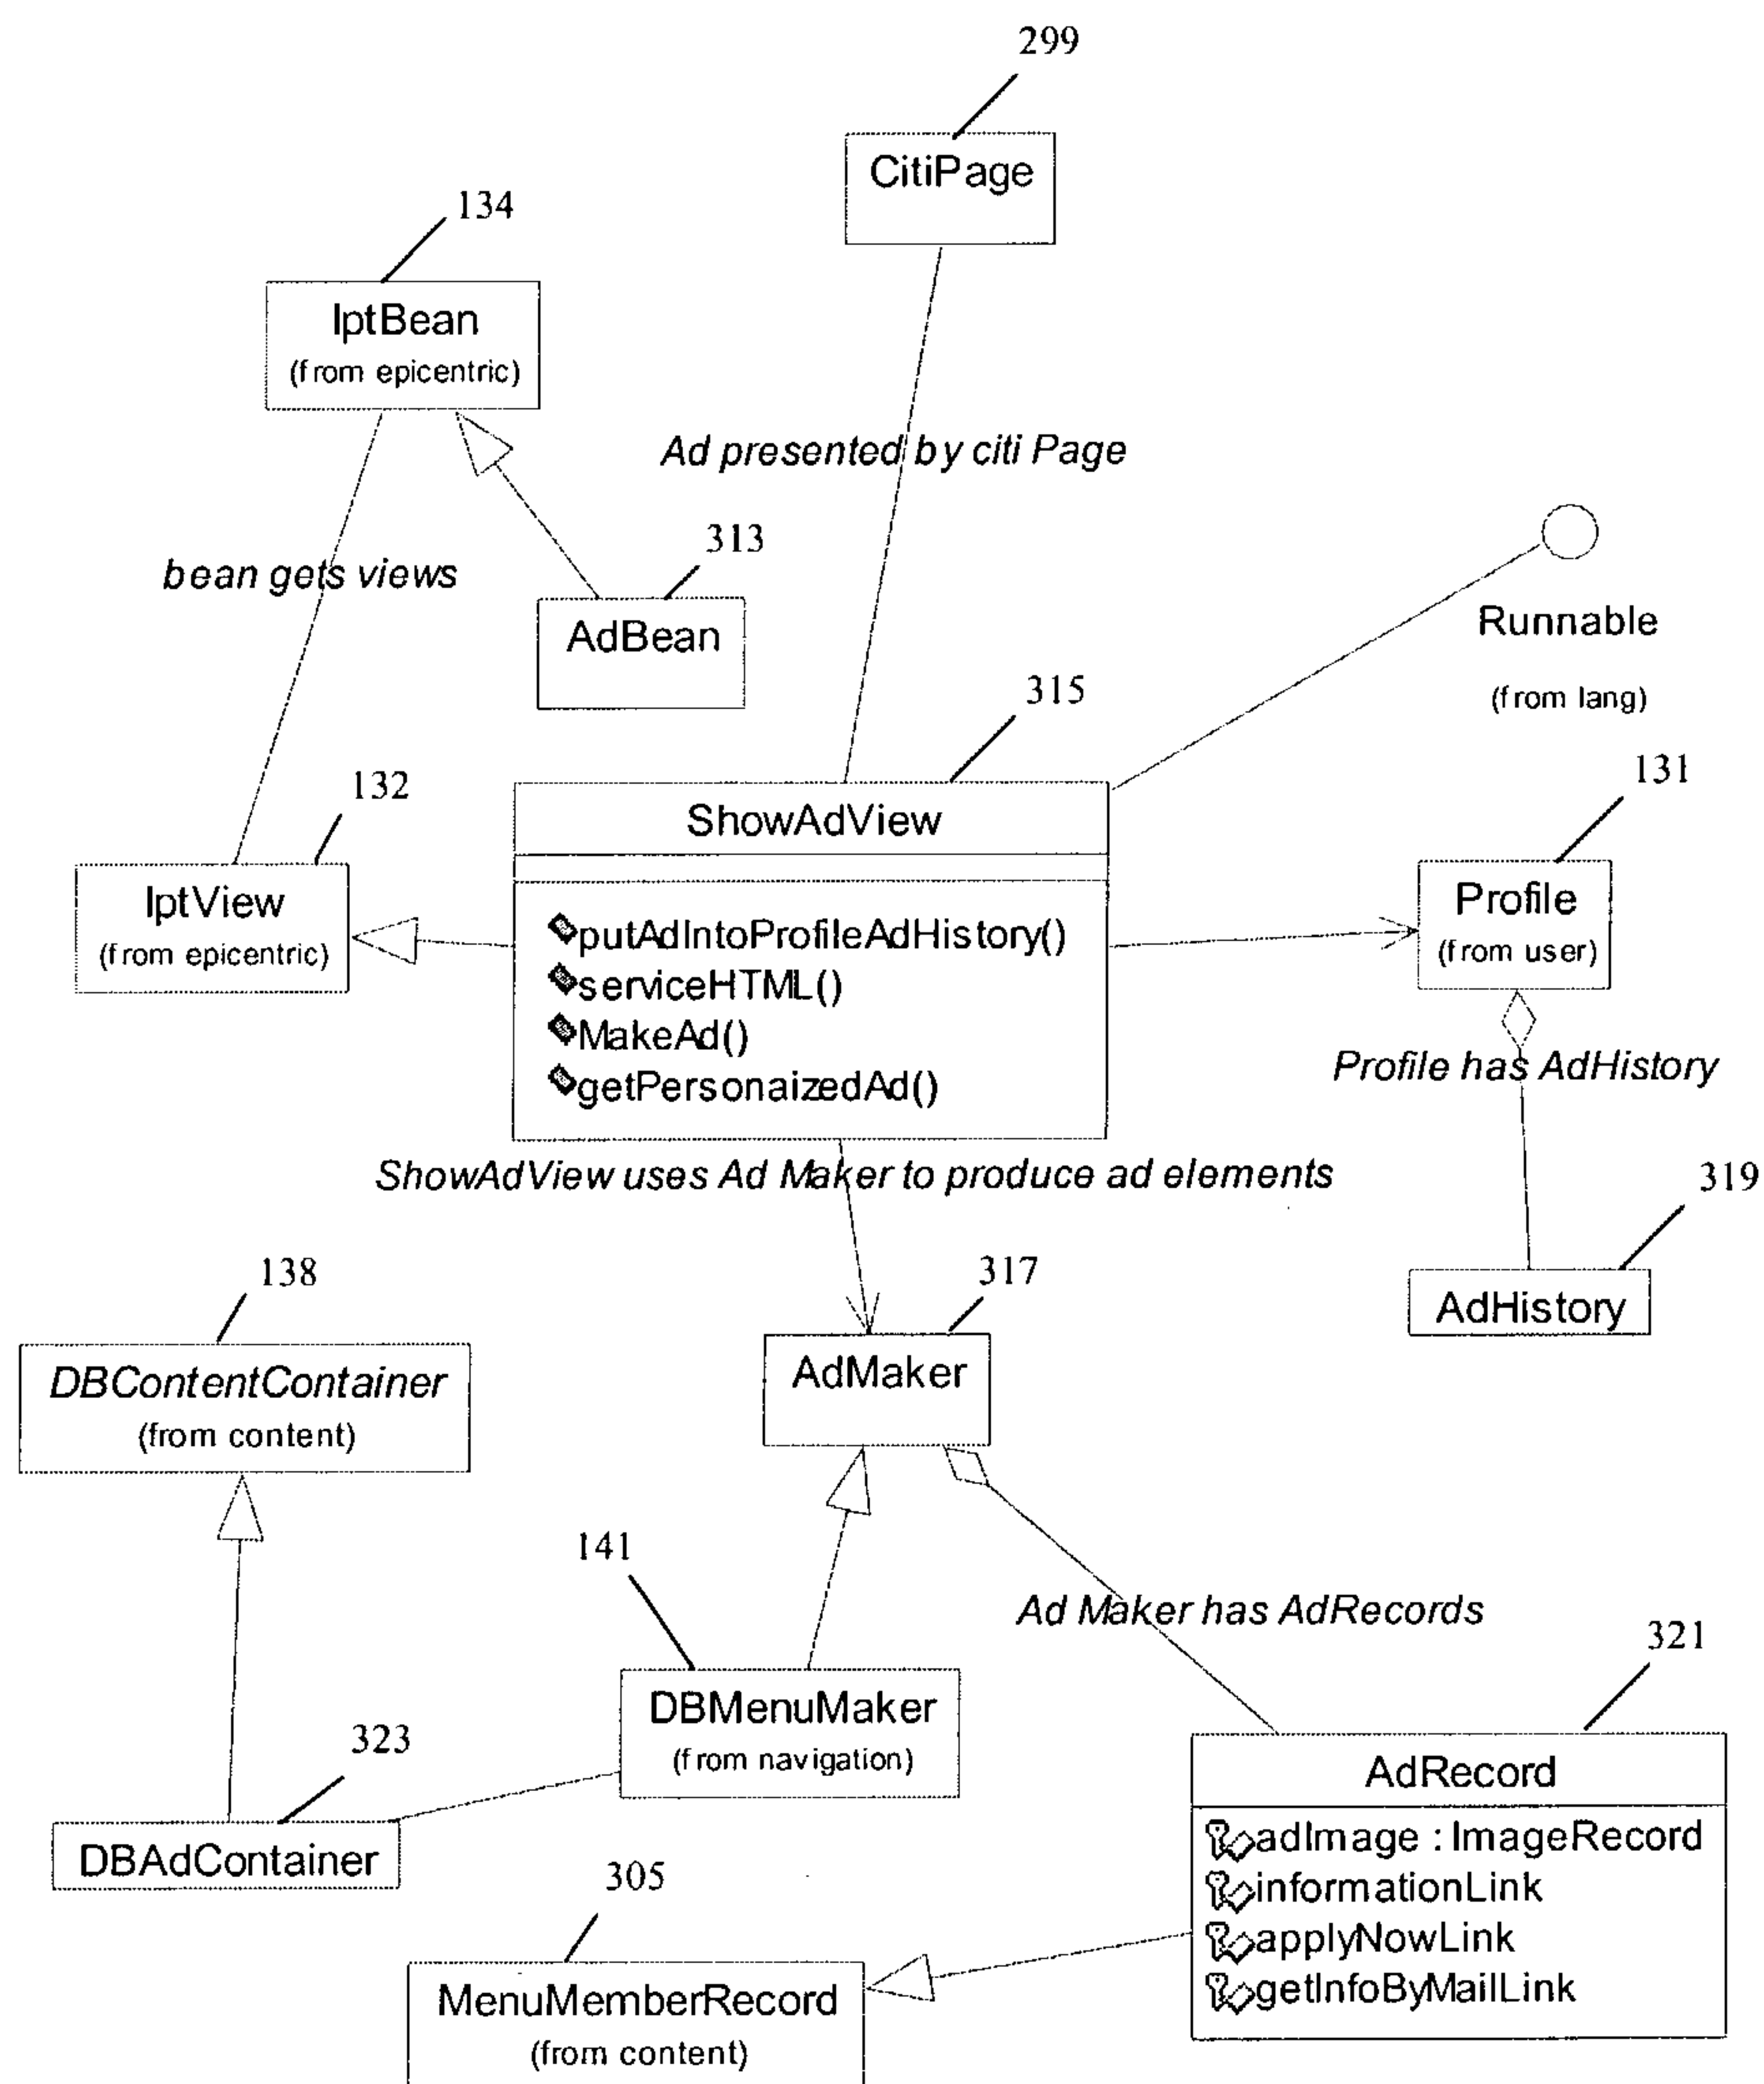 299
CitiPage
134
IptBean
(from epicentric)
Ad presented by citi Page
313
bean gets views
AdBean
Runnable
(from lang)
315
132
131
ShowAdView
IptView
(from epicentric)
Profile
(from user)
putAdIntoProfileAdHistory()
serviceHTML()
MakeAd()
getPersonaizedAd()
Profile has AdHistory
ShowAdView uses Ad Maker to produce ad elements
319
138
317
AdHistory
DBContentContainer
(from content)
AdMaker
141
Ad Maker has AdRecords
321
DBMenuMaker
(from navigation)
323
AdRecord
DBAdContainer
adImage : ImageRecord
informationLink
applyNowLink
getInfoByMailLink
305
MenuMemberRecord
(from content)